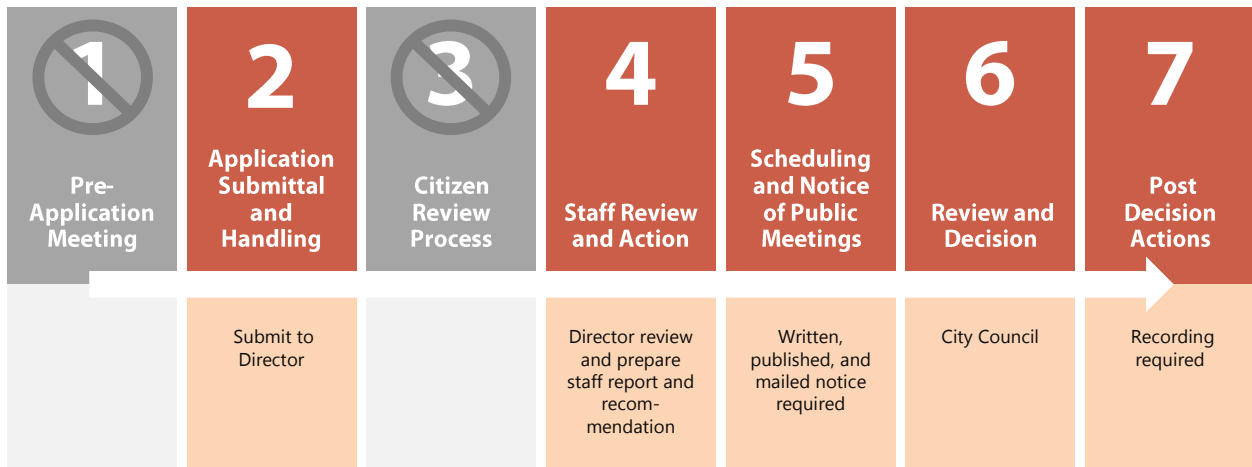 1
Pre-
Application
Meeting
2
Application
Submittal
and
Handling
Submit to
Director
3
Citizen
Review
Process
4
Staff Review
and Action
Director review
and prepare
staff report and
recom-
mendation
5
Scheduling
and Notice
of Public
Meetings
Written,
published, and
mailed notice
required
6
Review and
Decision
City Council
7
Post
Decision
Actions
Recording
required